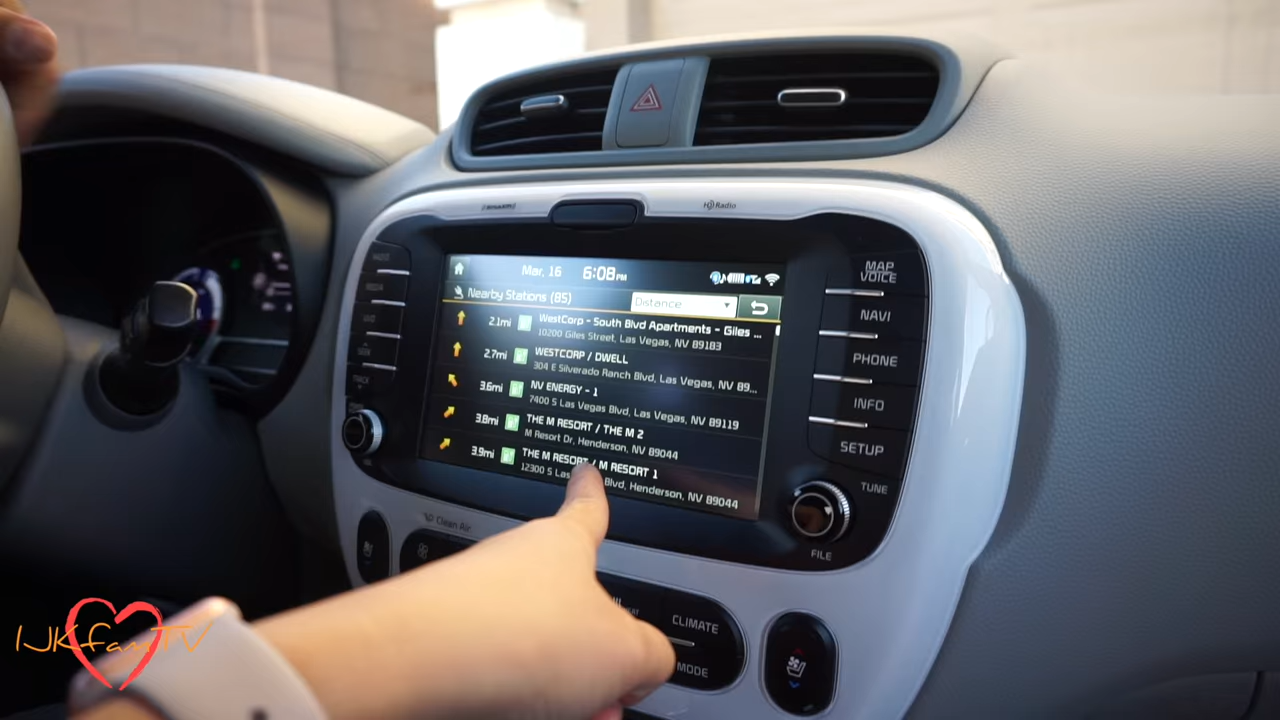 HD Radio
Mar, 16 6:08PM
Nearby Stations (85) Distance
2.1mi WestCorp - South Blvd Apartments - Giles ...
10200 Giles Street, Las Vegas, NV 89183
2.7mi WESTCORP / DWELL
304 E Silverado Ranch Blvd, Las Vegas, NV 89...
3.6mi NV ENERGY - 1
7400 S Las Vegas Blvd, Las Vegas, NV 89119
3.8mi THE M RESORT / THE M 2
M Resort Dr, Henderson, NV 89044
3.9mi THE M RESORT / M RESORT 1
12300 S Las Blvd, Henderson, NV 89044
MAP
VOICE
NAVI
PHONE
INFO
SETUP
TUNE
FILE
SEEK
TRACK
Clean Air
CLIMATE
MODE
IJKfamTV